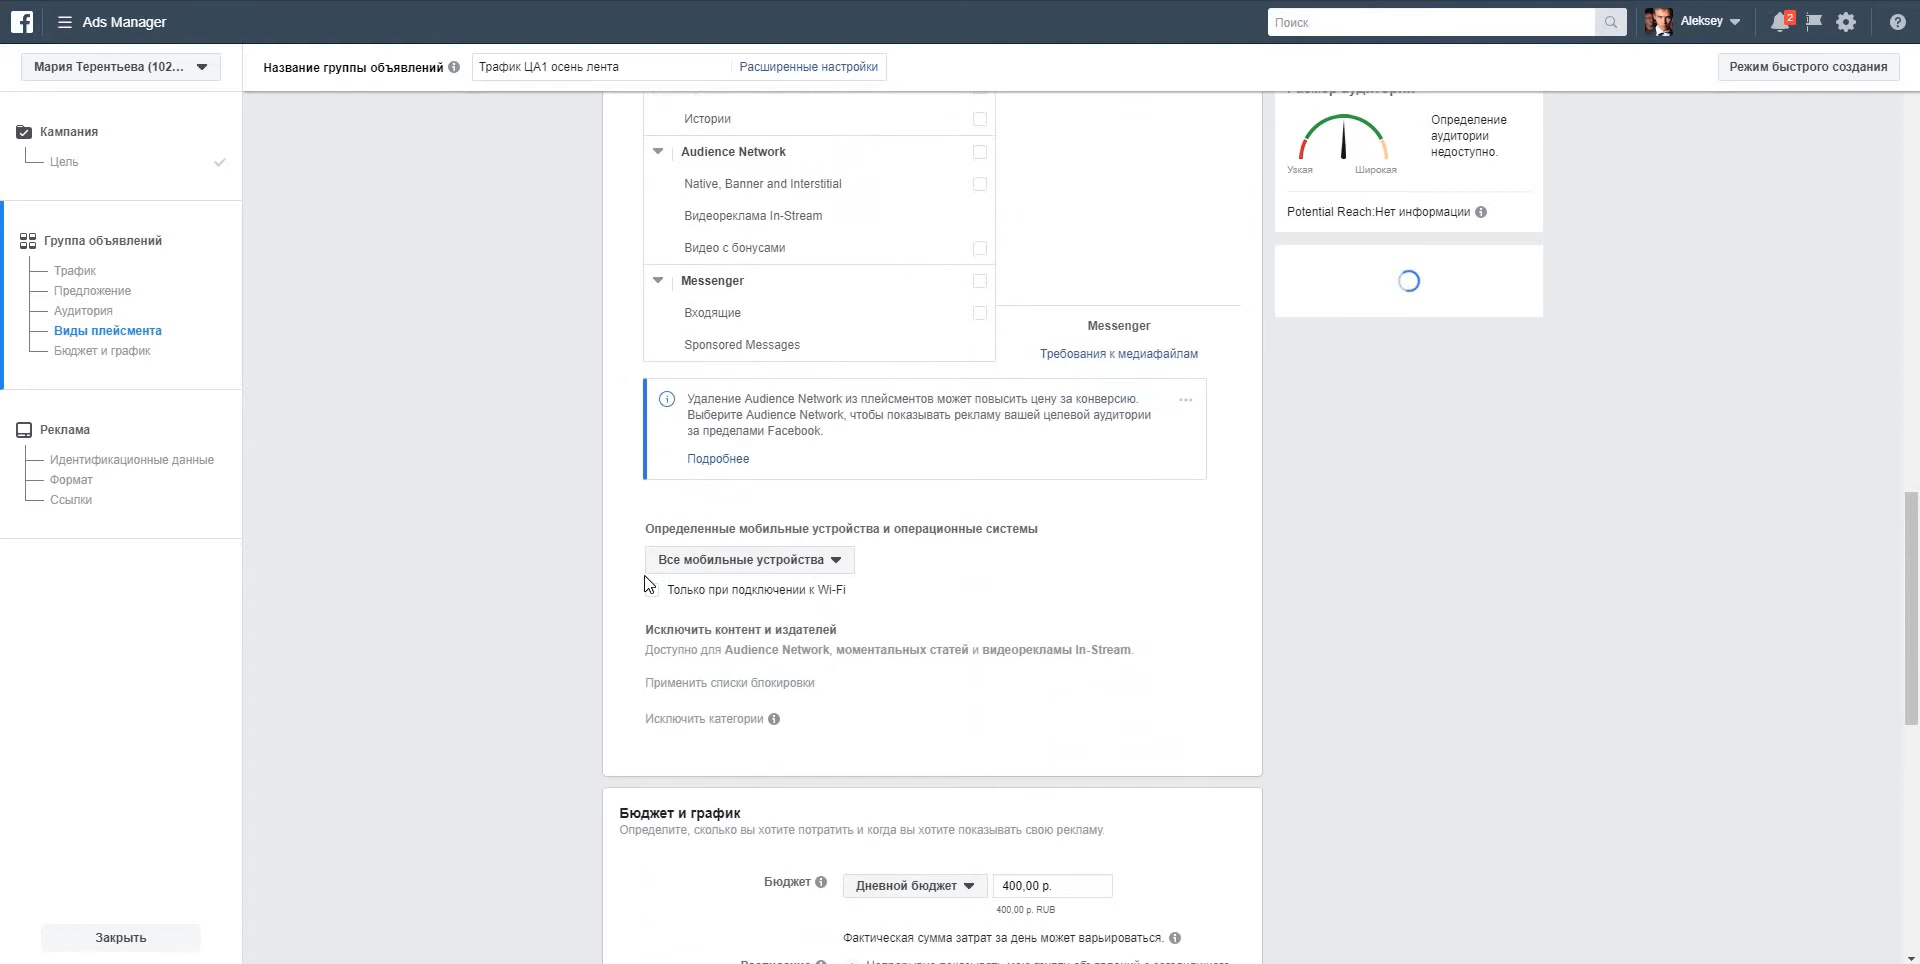 Ads Manager
Поиск
Aleksey
2
Мария Терентьева (102...
Название группы объявлений
Трафик ЦА1 осень лента
Расширенные настройки
Режим быстрого создания
Кампания
Цель
Группа объявлений
Трафик
Предложение
Аудитория
Виды плейсмента
Бюджет и график
Реклама
Идентификационные данные
Формат
Ссылки
Закрыть
Истории
Audience Network
Native, Banner and Interstitial
Видеореклама In-Stream
Видео с бонусами
Messenger
Входящие
Sponsored Messages
Messenger
Требования к медиафайлам
Удаление Audience Network из плейсментов может повысить цену за конверсию.
Выберите Audience Network, чтобы показывать рекламу вашей целевой аудитории
за пределами Facebook.
Подробнее
Определенные мобильные устройства и операционные системы
Все мобильные устройства
Только при подключении к Wi-Fi
Исключить контент и издателей
Доступно для Audience Network, моментальных статей и видеорекламы In-Stream.
Применить списки блокировки
Исключить категории
Бюджет и график
Определите, сколько вы хотите потратить и когда вы хотите показывать свою рекламу.
Бюджет
Дневной бюджет
400,00 р.
400,00 р. RUB
Фактическая сумма затрат за день может варьироваться.
Определение
аудитории
недоступно.
Узкая
Широкая
Potential Reach:Нет информации